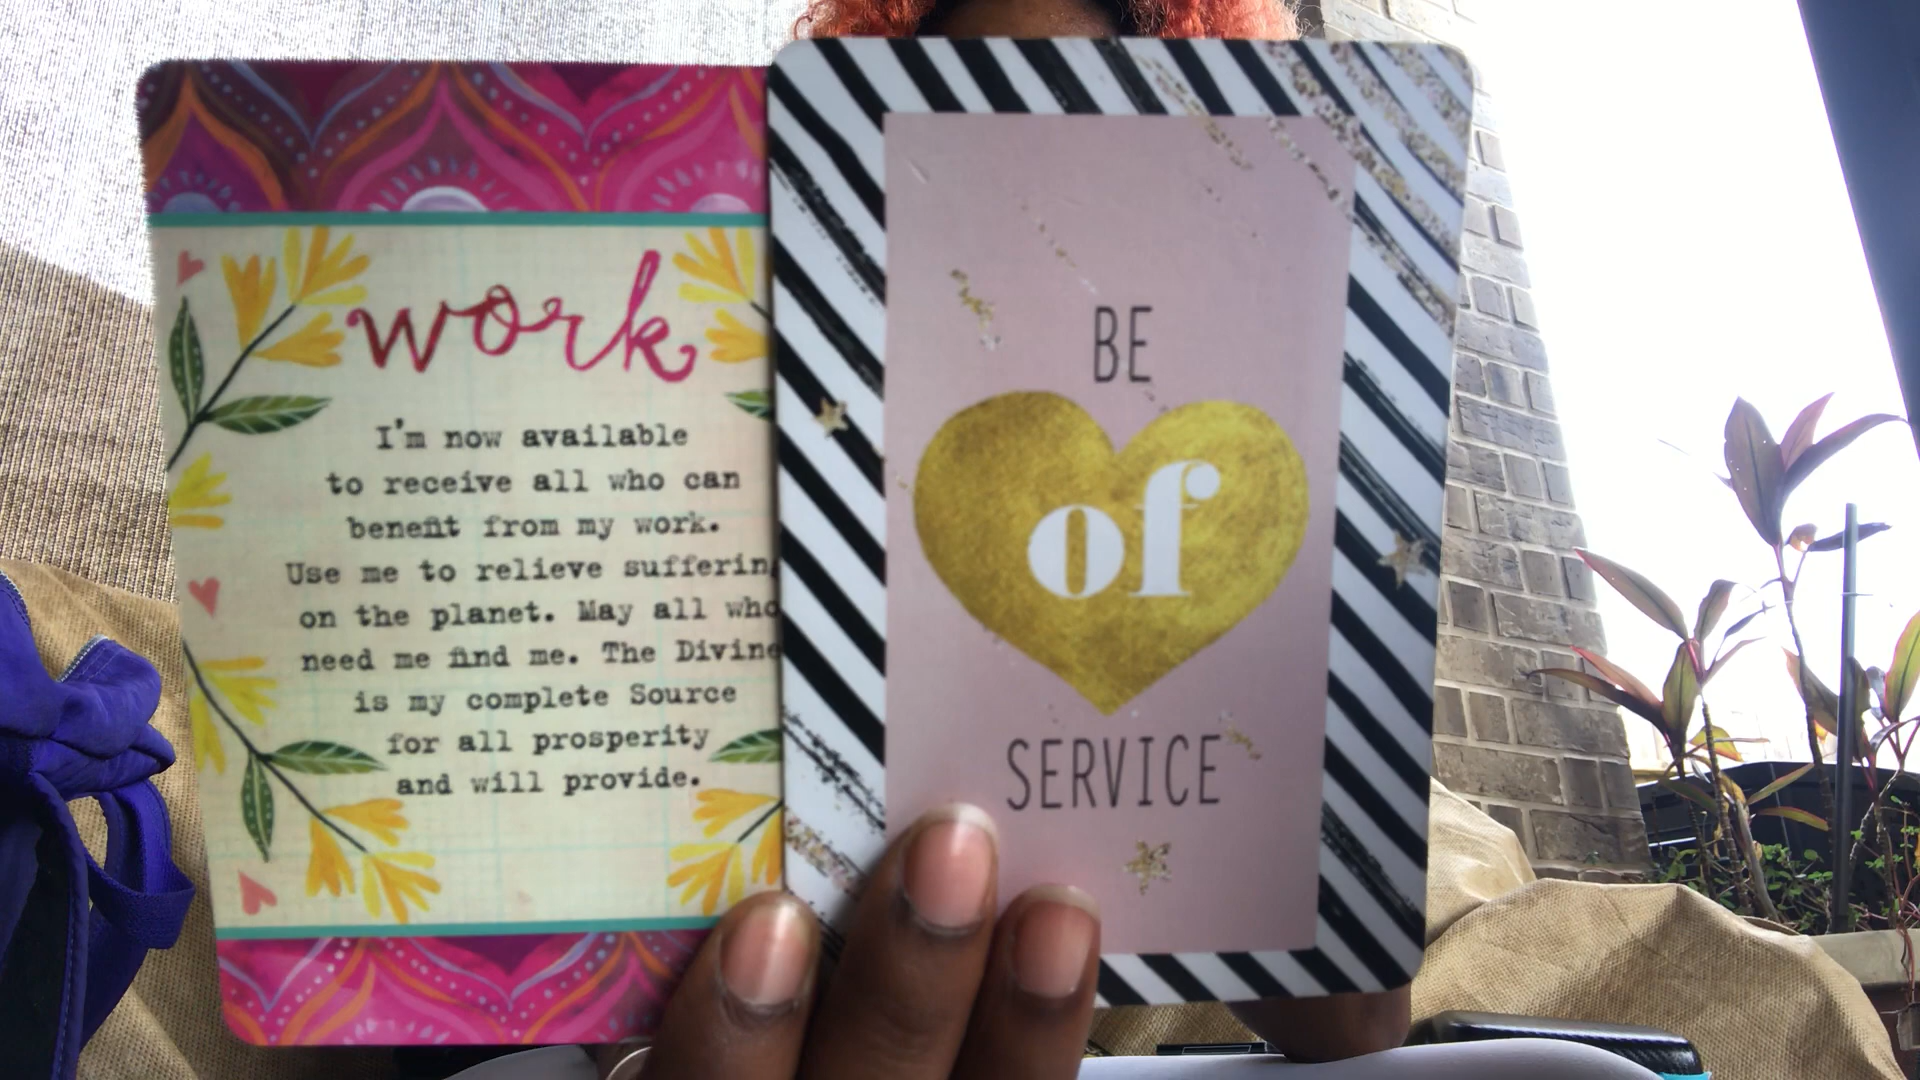 work
I'm now available
to receive all who can
benefit from my work.
Use me to relieve sufferin
on the planet. May all who
need me find me. The Divine
is my complete Source
for all prosperity
and will provide.
BE
of
SERVICE